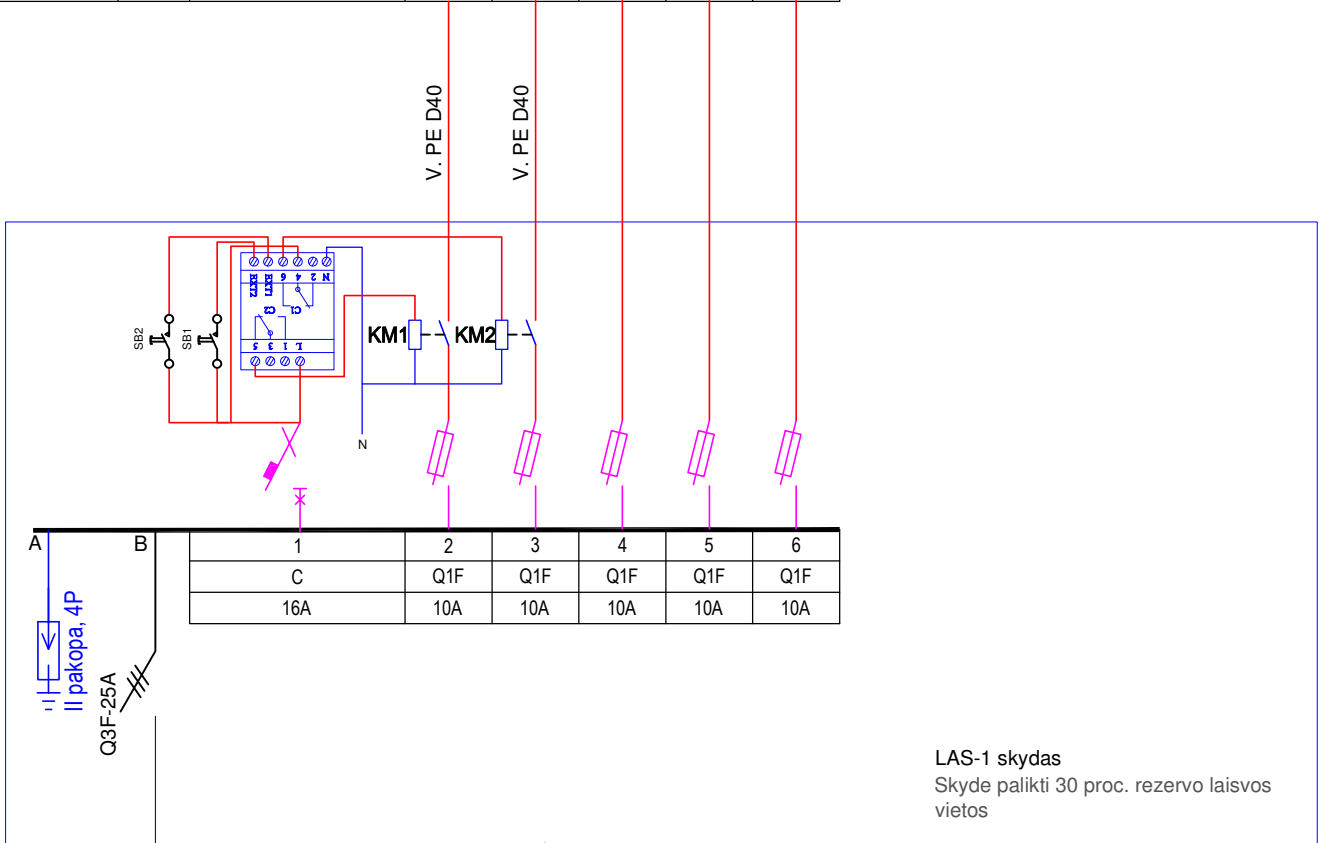 V. PE D40
V. PE D40
EXT2 EXT1 6 4 2 N
C2 C1
5 3 1 L
SB2
SB1
KM1
KM2
N
A
B
1 2 3 4 5 6
C Q1F Q1F Q1F Q1F Q1F
16A 10A 10A 10A 10A 10A
II pakopa, 4P
Q3F-25A
LAS-1 skydas
Skyde palikti 30 proc. rezervo laisvos
vietos